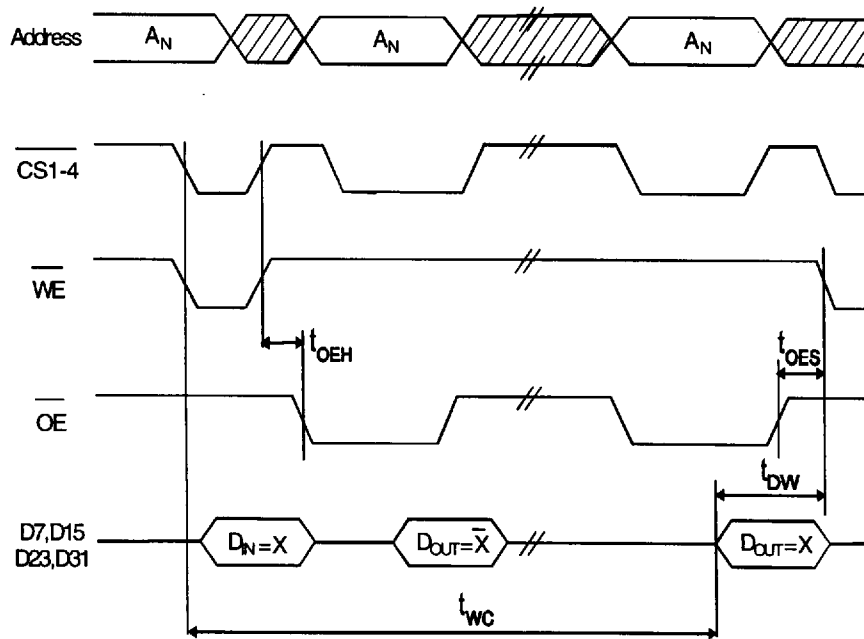 Address
A_N
A_N
A_N
CS1-4
WE
t_OEH
t_OES
OE
t_DW
D7,D15
D23,D31
D_IN=X
D_OUT=X̅
D_OUT=X
t_WC